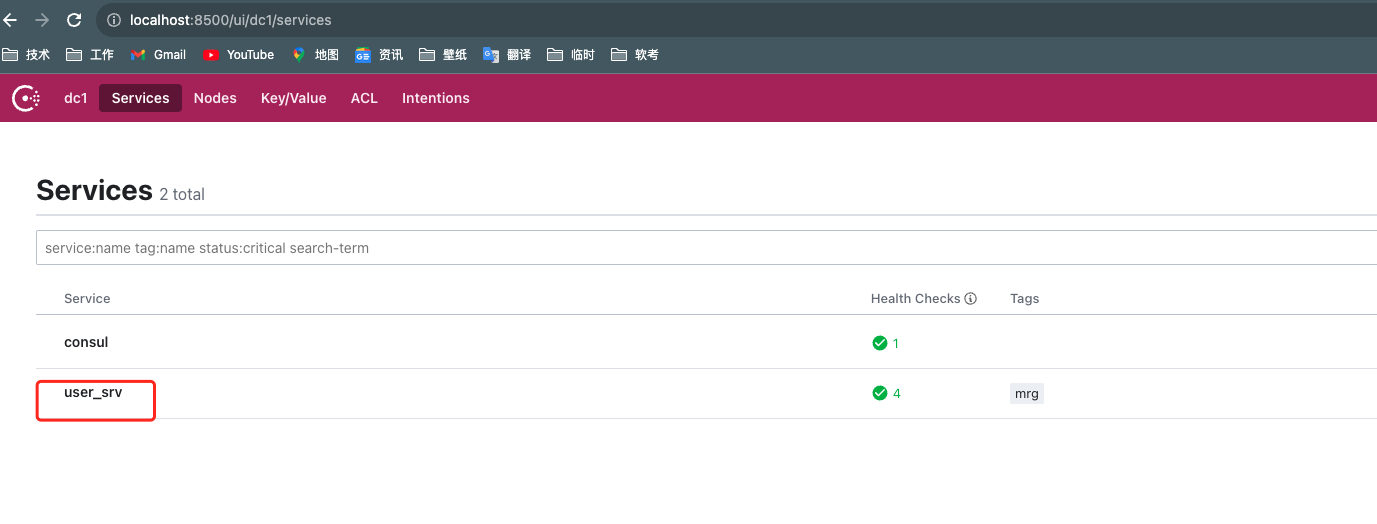 localhost:8500/ui/dc1/services
技术 工作 Gmail YouTube 地图 资讯 壁纸 翻译 临时 软考
dc1 Services Nodes Key/Value ACL Intentions
Services 2 total
service:name tag:name status:critical search-term
Service Health Checks Tags
consul 1
user_srv 4 mrg